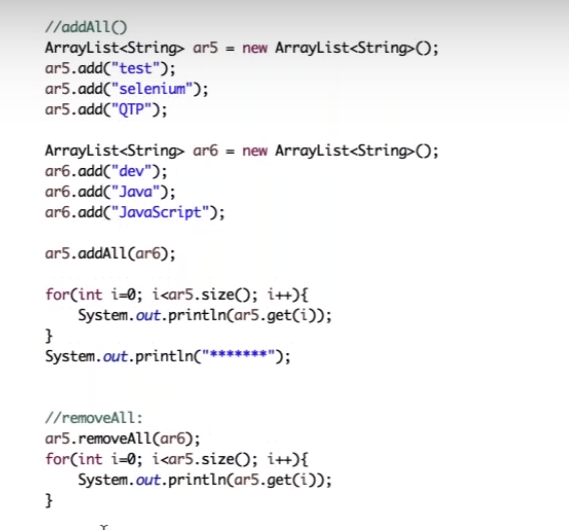 //addAll()
ArrayList<String> ar5 = new ArrayList<String>();
ar5.add("test");
ar5.add("selenium");
ar5.add("QTP");
ArrayList<String> ar6 = new ArrayList<String>();
ar6.add("dev");
ar6.add("Java");
ar6.add("JavaScript");
ar5.addAll(ar6);
for(int i=0; i<ar5.size(); i++){
System.out.println(ar5.get(i));
}
System.out.println("*******");
//removeAll:
ar5.removeAll(ar6);
for(int i=0; i<ar5.size(); i++){
System.out.println(ar5.get(i));
}